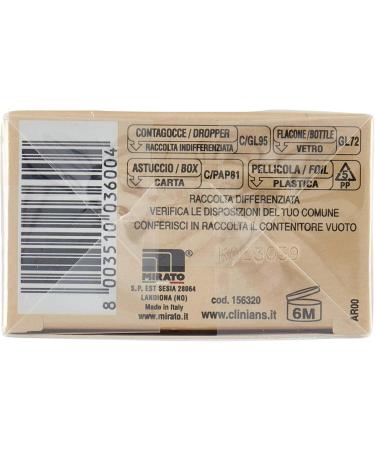 CONTAGOCCE / DROPPER
RACCOLTA INDIFFERENZIATA
C/GL95
FLACONE/BOTTLE
VETRO
GL72
ASTUCCIO / BOX
CARTA
C/PAP81
PELLICOLA / FOIL
PLASTICA
5
PP
RACCOLTA DIFFERENZIATA
VERIFICA LE DISPOSIZIONI DEL TUO COMUNE
CONFERISCI IN RACCOLTA IL CONTENITORE VUOTO
8 003510 036004
m
MIRATO
S.P. EST SESIA 28064
LANDIONA (NO)
Made in Italy
www.mirato.it
cod. 156320
www.clinians.it
6M
AR00